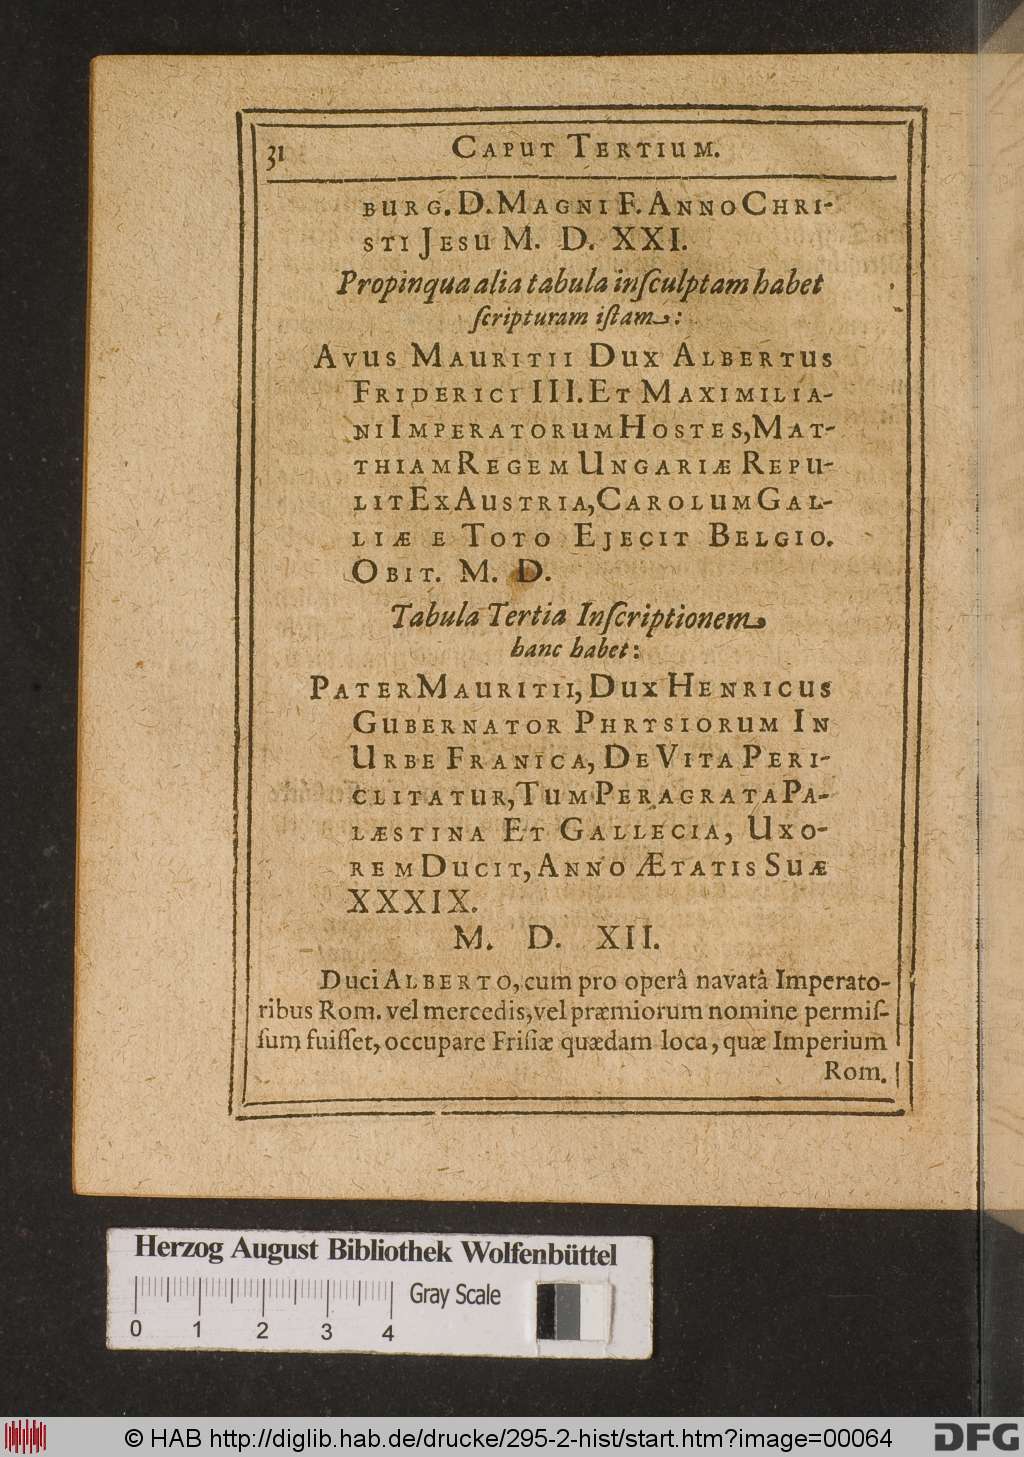 31 CAPUT TERTIUM.
BURG. D. MAGNI F. ANNO CHRI-
STI JESU M. D. XXI.
Propinqua alia tabula inſculptam habet
ſcripturam iſtam:
AVUS MAURITII DUX ALBERTUS
FRIDERICI III. ET MAXIMILIA-
NI IMPERATORUM HOSTES, MAT-
THIAM REGEM UNGARIÆ REPU-
LIT EX AUSTRIA, CAROLUM GAL-
LIÆ E TOTO EJECIT BELGIO.
OBIT. M. D.
Tabula Tertia Inſcriptionem
hanc habet:
PATER MAURITII, DUX HENRICUS
GUBERNATOR PHRYSIORUM IN
URBE FRANICA, DE VITA PERI-
CLITATUR, TUM PERAGRATA PA-
LÆSTINA ET GALLECIA, UXO-
REM DUCIT, ANNO ÆTATIS SUÆ
XXXIX.
M. D. XII.
Duci ALBERTO, cum pro operâ navatâ Imperato-
ribus Rom. vel mercedis, vel præmiorum nomine permiſ-
ſum fuiſſet, occupare Friſiæ quædam loca, quæ Imperium
Rom.
Herzog August Bibliothek Wolfenbüttel
Gray Scale
0 1 2 3 4
© HAB http://diglib.hab.de/drucke/295-2-hist/start.htm?image=00064
DFG